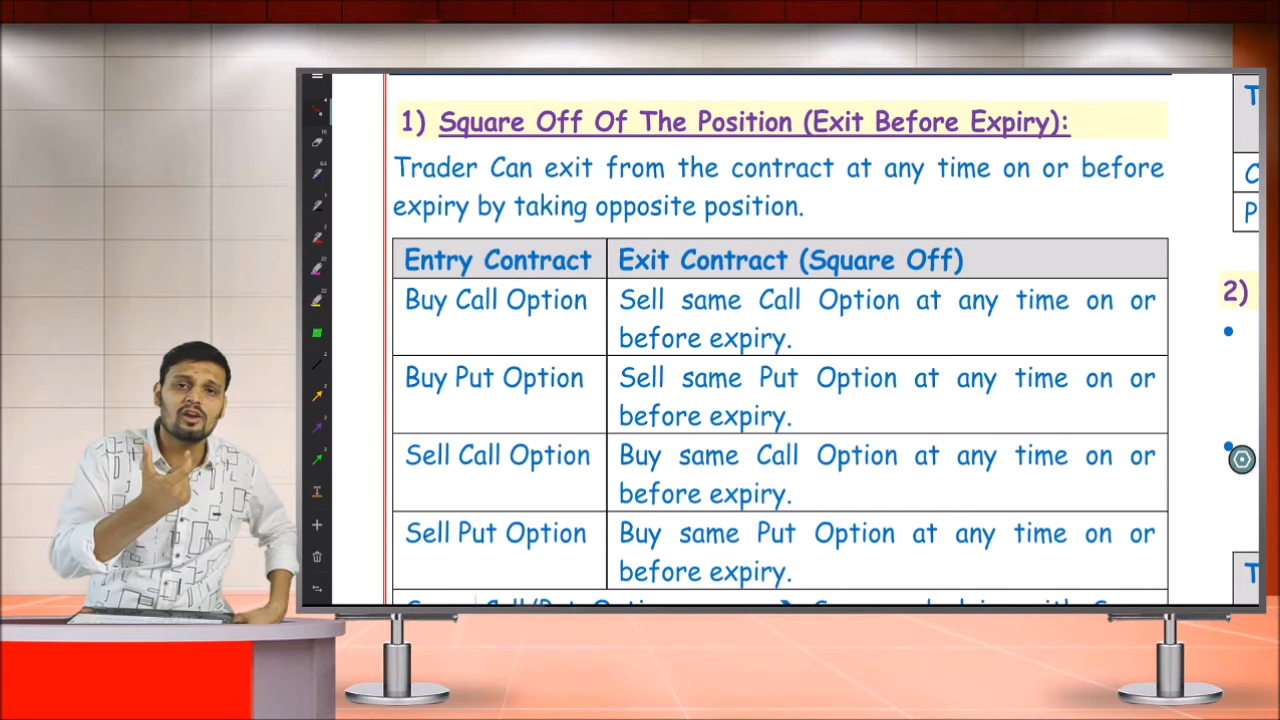 1) Square Off Of The Position (Exit Before Expiry):
Trader Can exit from the contract at any time on or before
expiry by taking opposite position.
Entry Contract Exit Contract (Square Off)
Buy Call Option Sell same Call Option at any time on or
before expiry.
Buy Put Option Sell same Put Option at any time on or
before expiry.
Sell Call Option Buy same Call Option at any time on or
before expiry.
Sell Put Option Buy same Put Option at any time on or
before expiry.
2)